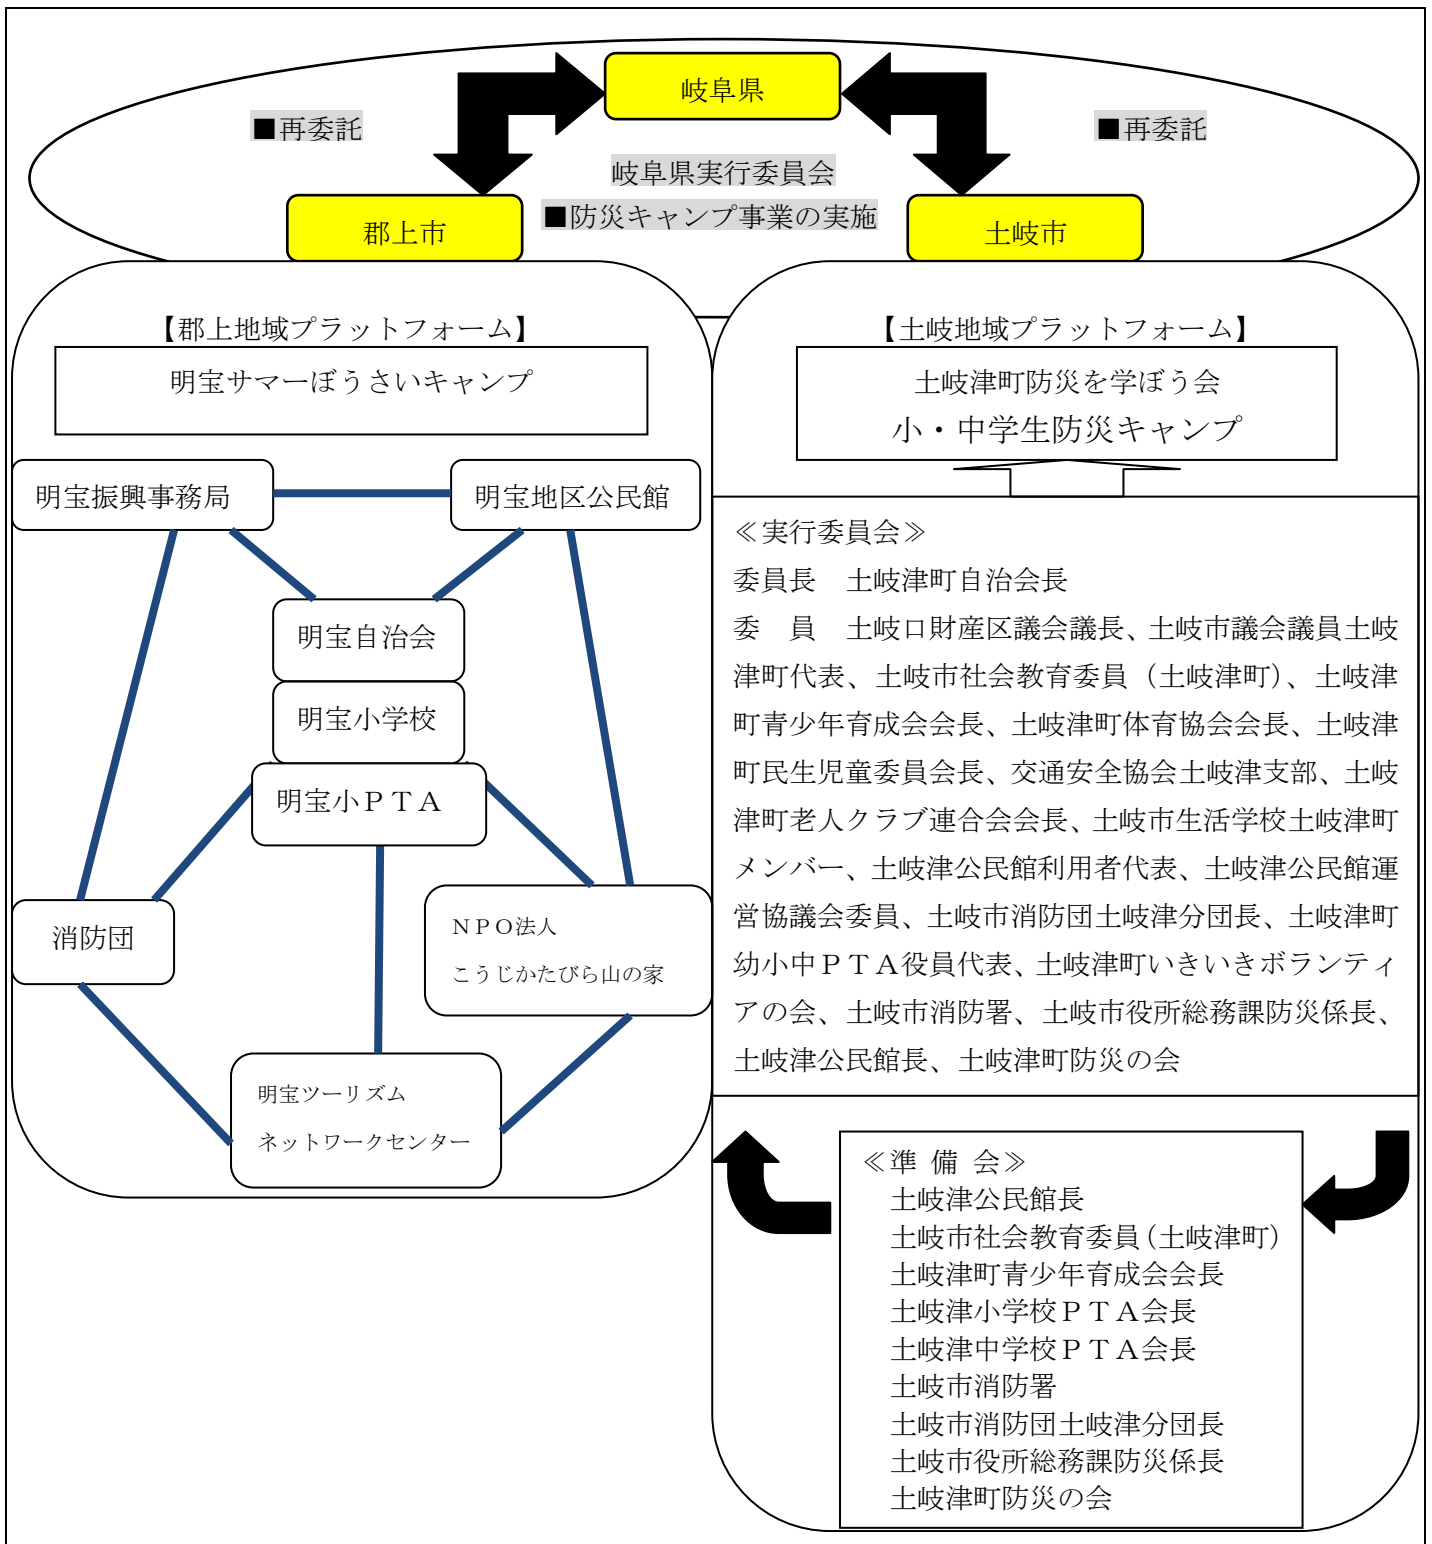 岐阜県
■再委託
■再委託
岐阜県実行委員会
■防災キャンプ事業の実施
郡上市
土岐市
【郡上地域プラットフォーム】
明宝サマーぼうさいキャンプ
明宝振興事務局
明宝地区公民館
明宝自治会
明宝小学校
明宝小ＰＴＡ
消防団
ＮＰＯ法人
こうじかたびら山の家
明宝ツーリズム
ネットワークセンター
【土岐地域プラットフォーム】
土岐津町防災を学ぼう会
小・中学生防災キャンプ
≪実行委員会≫
委員長　土岐津町自治会長
委　員　土岐口財産区議会議長、土岐市議会議員土岐
津町代表、土岐市社会教育委員（土岐津町）、土岐津
町青少年育成会会長、土岐津町体育協会会長、土岐津
町民生児童委員会長、交通安全協会土岐津支部、土岐
津町老人クラブ連合会会長、土岐市生活学校土岐津町
メンバー、土岐津公民館利用者代表、土岐津公民館運
営協議会委員、土岐市消防団土岐津分団長、土岐津町
幼小中ＰＴＡ役員代表、土岐津町いきいきボランティ
アの会、土岐市消防署、土岐市役所総務課防災係長、
土岐津公民館長、土岐津町防災の会
≪準 備 会≫
土岐津公民館長
土岐市社会教育委員（土岐津町）
土岐津町青少年育成会会長
土岐津小学校ＰＴＡ会長
土岐津中学校ＰＴＡ会長
土岐市消防署
土岐市消防団土岐津分団長
土岐市役所総務課防災係長
土岐津町防災の会